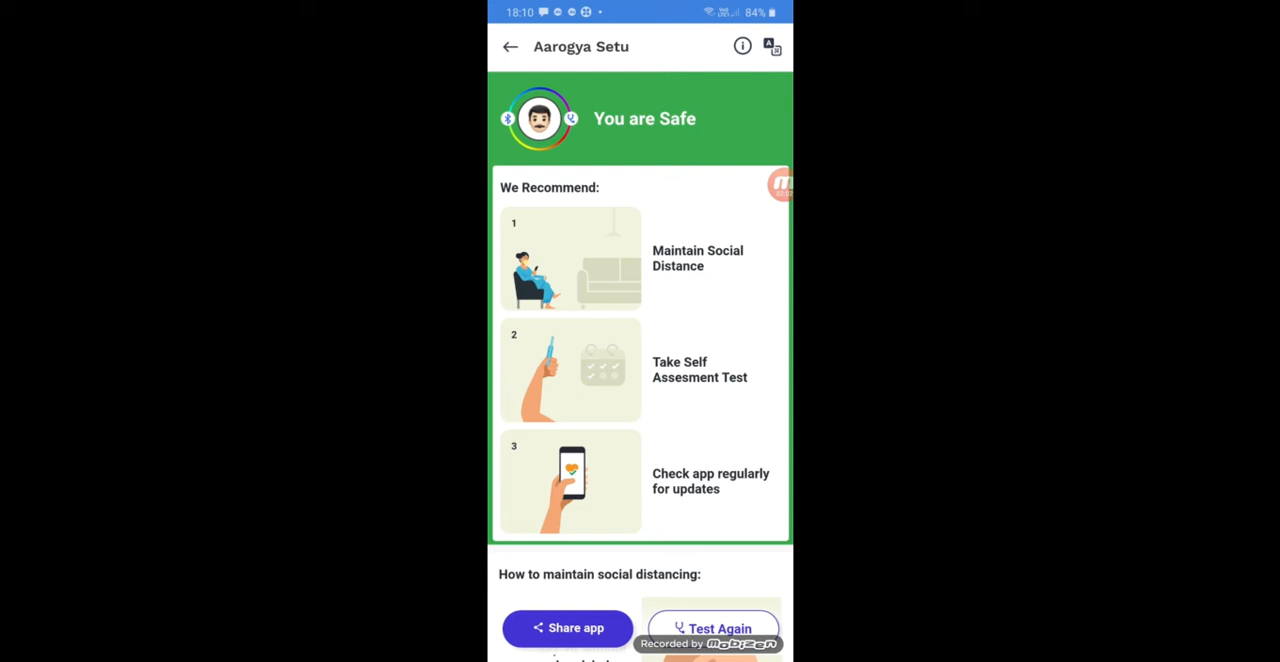 18:10
84%
Aarogya Setu
You are Safe
We Recommend:
1
Maintain Social
Distance
2
Take Self
Assesment Test
3
Check app regularly
for updates
How to maintain social distancing:
Share app
Test Again
Recorded by mobizen